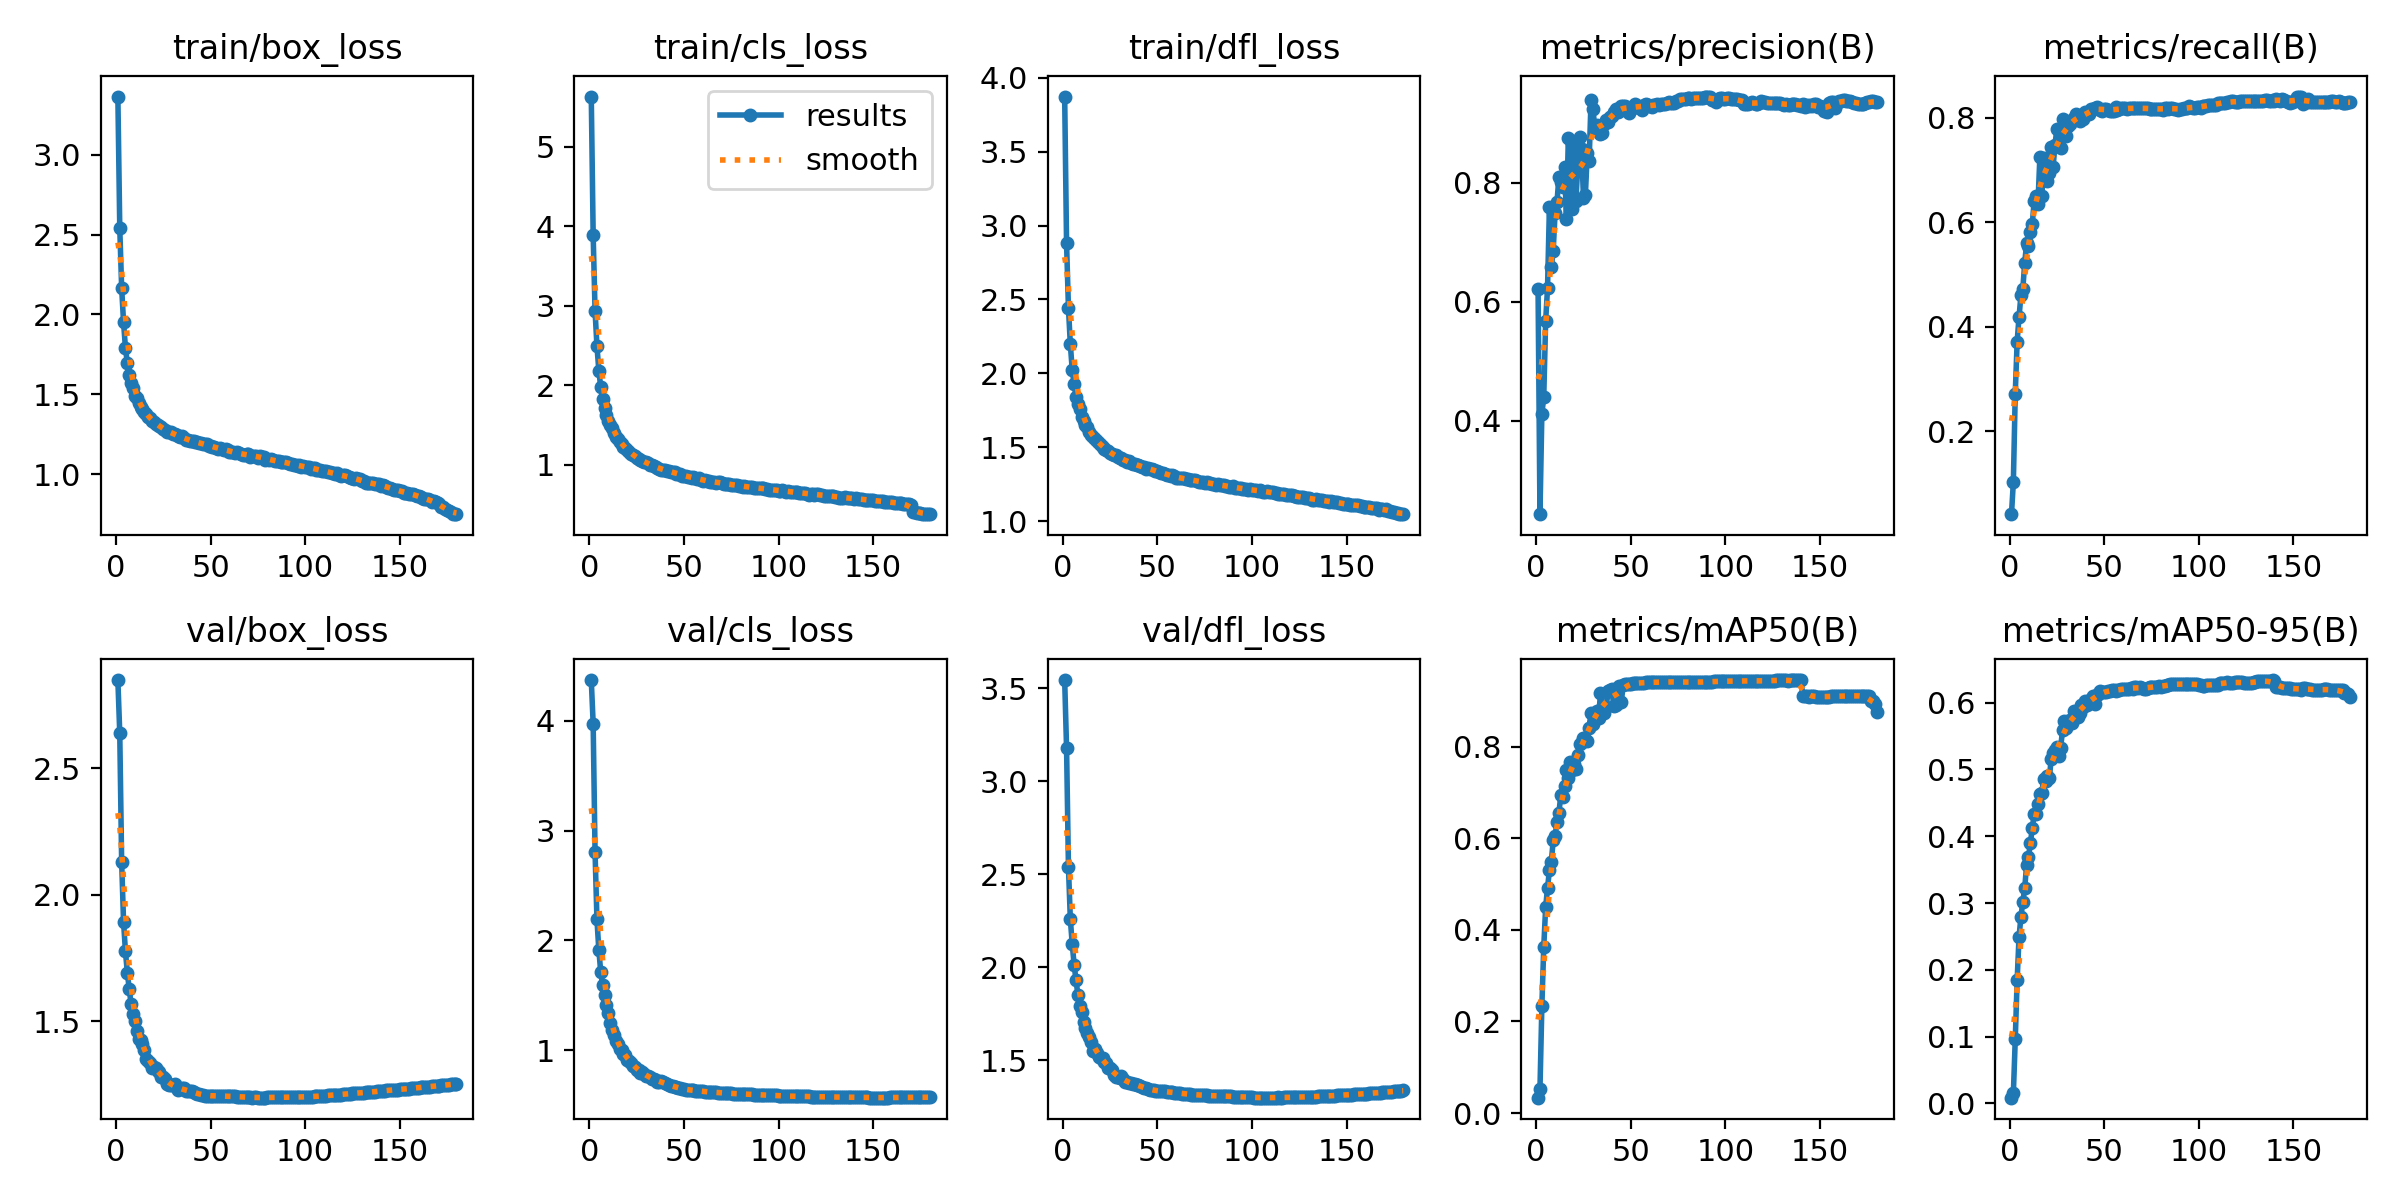 train/box_loss
3.0
2.5
2.0
1.5
1.0
0 50 100 150
train/cls_loss
results
smooth
5
4
3
2
1
0 50 100 150
train/dfl_loss
4.0
3.5
3.0
2.5
2.0
1.5
1.0
0 50 100 150
metrics/precision(B)
0.8
0.6
0.4
0 50 100 150
metrics/recall(B)
0.8
0.6
0.4
0.2
0 50 100 150
val/box_loss
2.5
2.0
1.5
0 50 100 150
val/cls_loss
4
3
2
1
0 50 100 150
val/dfl_loss
3.5
3.0
2.5
2.0
1.5
0 50 100 150
metrics/mAP50(B)
0.8
0.6
0.4
0.2
0.0
0 50 100 150
metrics/mAP50-95(B)
0.6
0.5
0.4
0.3
0.2
0.1
0.0
0 50 100 150